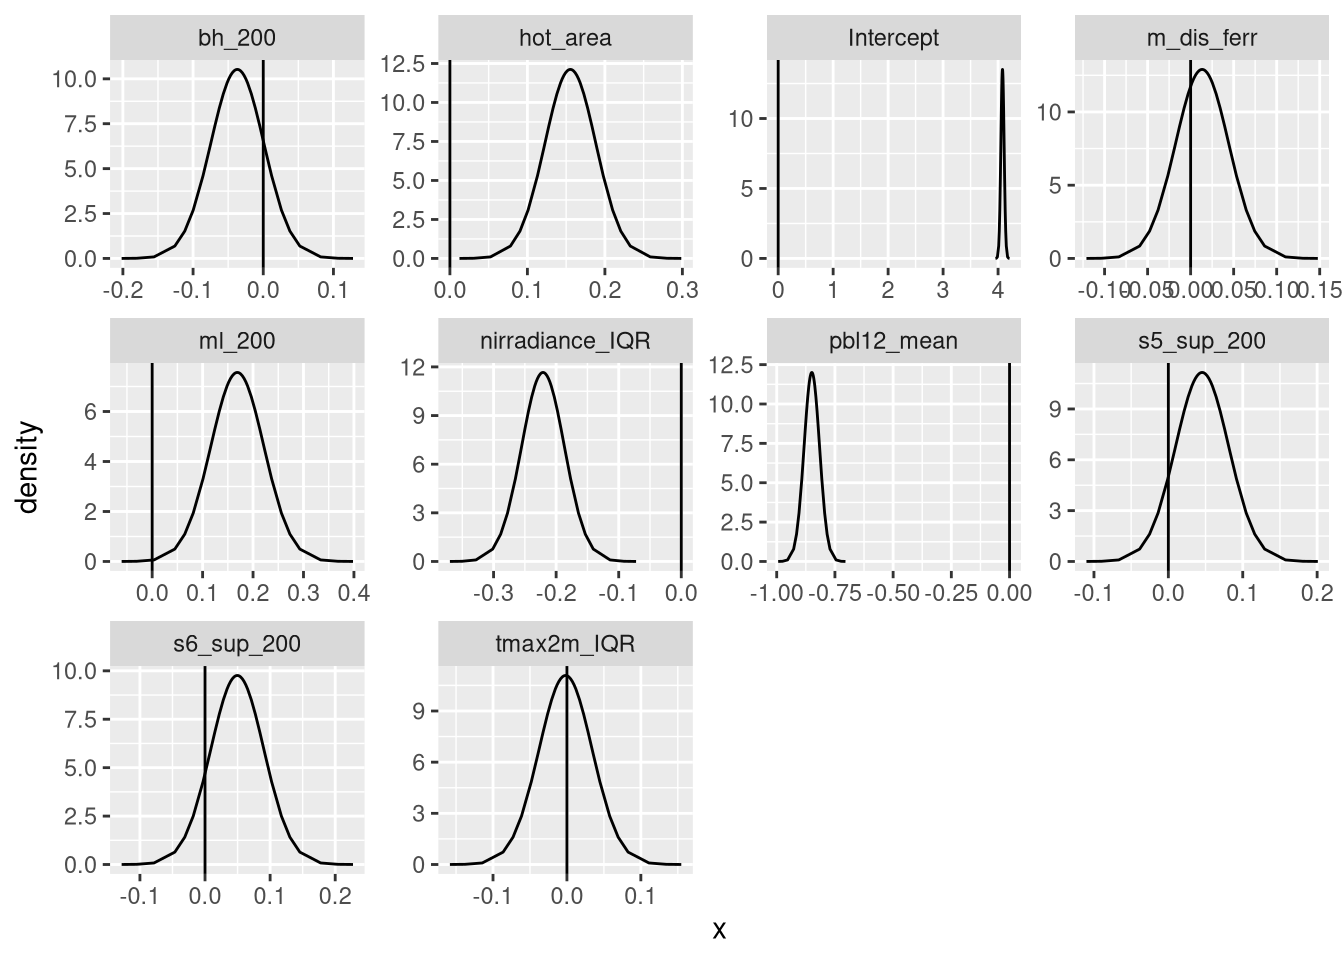 bh_200 hot_area Intercept m_dis_ferr
10.0 7.5 5.0 2.5 0.0
12.5 10.0 7.5 5.0 2.5 0.0
10 5 0
10 5 0
-0.2 -0.1 0.0 0.1
0.0 0.1 0.2 0.3
0 1 2 3 4
-0.10 -0.05 0.00 0.05 0.10 0.15
ml_200 nirradiance_IQR pbl12_mean s5_sup_200
6 4 2 0
12 9 6 3 0
12.5 10.0 7.5 5.0 2.5 0.0
9 6 3 0
0.0 0.1 0.2 0.3 0.4
-0.3 -0.2 -0.1 0.0
-1.00 -0.75 -0.50 -0.25 0.00
-0.1 0.0 0.1 0.2
s6_sup_200 tmax2m_IQR
10.0 7.5 5.0 2.5 0.0
9 6 3 0
-0.1 0.0 0.1 0.2
-0.1 0.0 0.1
density
x